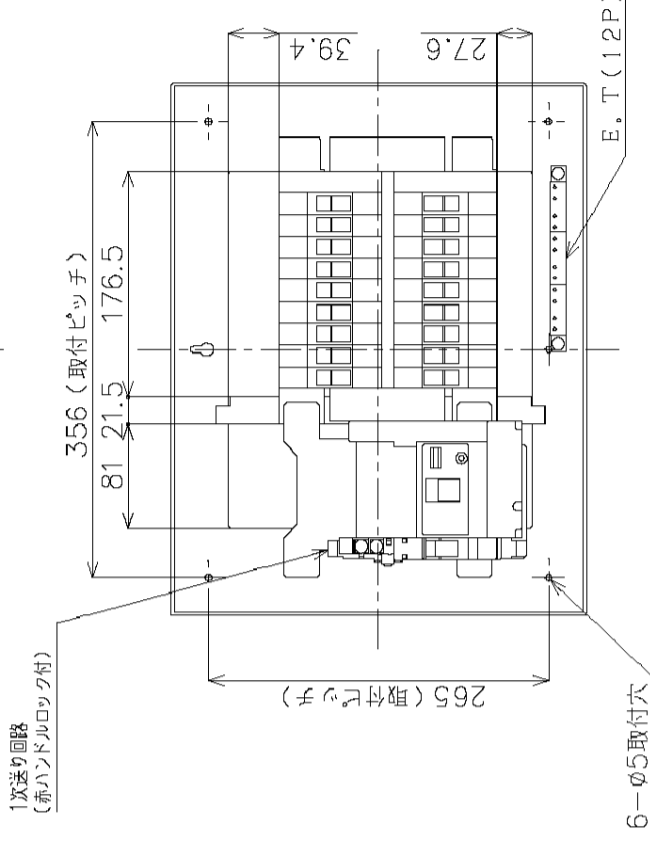 1次送り回路
(赤ハンドルロック付)
356 (取付ピッチ)
81
21.5
176.5
39.4
27.6
265 (取付ピッチ)
6-Ø5取付穴
E.T(12P)